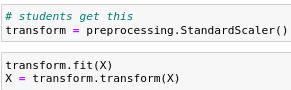 # students get this
transform = preprocessing.StandardScaler()
transform.fit(X)
X = transform.transform(X)